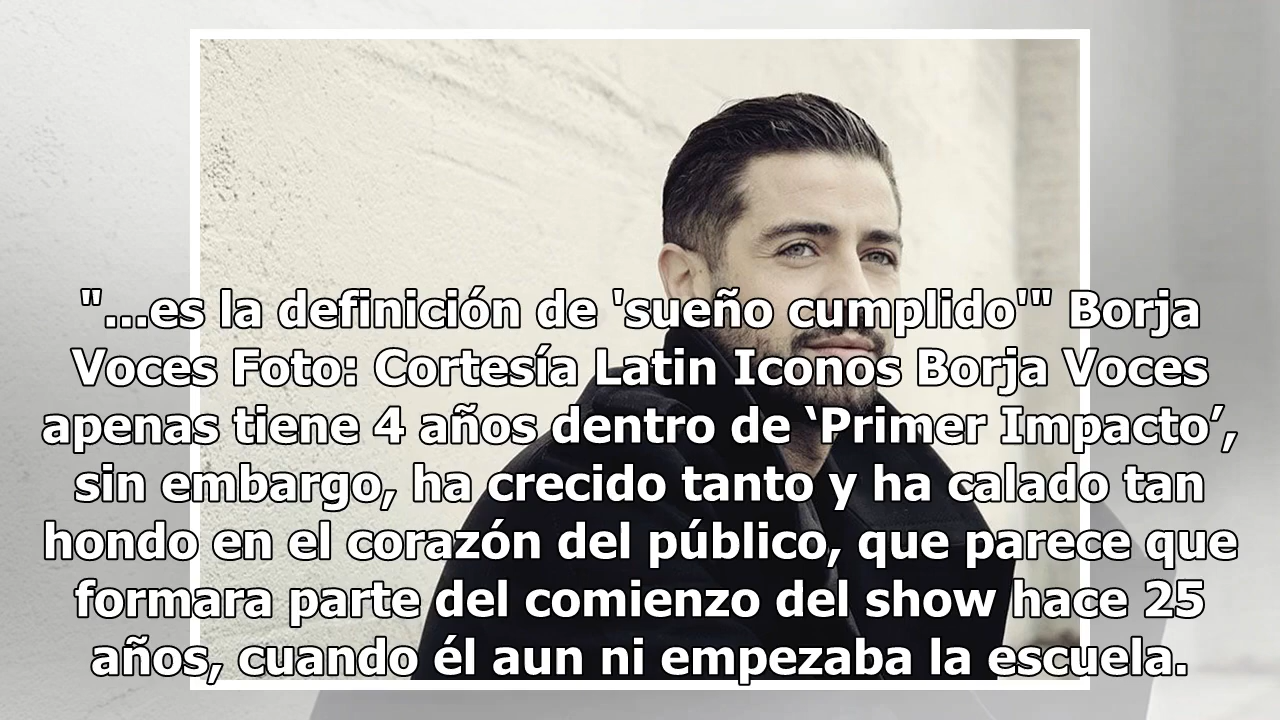 "...es la definición de 'sueño cumplido'" Borja
Voces Foto: Cortesía Latin Iconos Borja Voces
apenas tiene 4 años dentro de ‘Primer Impacto’,
sin embargo, ha crecido tanto y ha calado tan
hondo en el corazón del público, que parece que
formara parte del comienzo del show hace 25
años, cuando él aun ni empezaba la escuela.